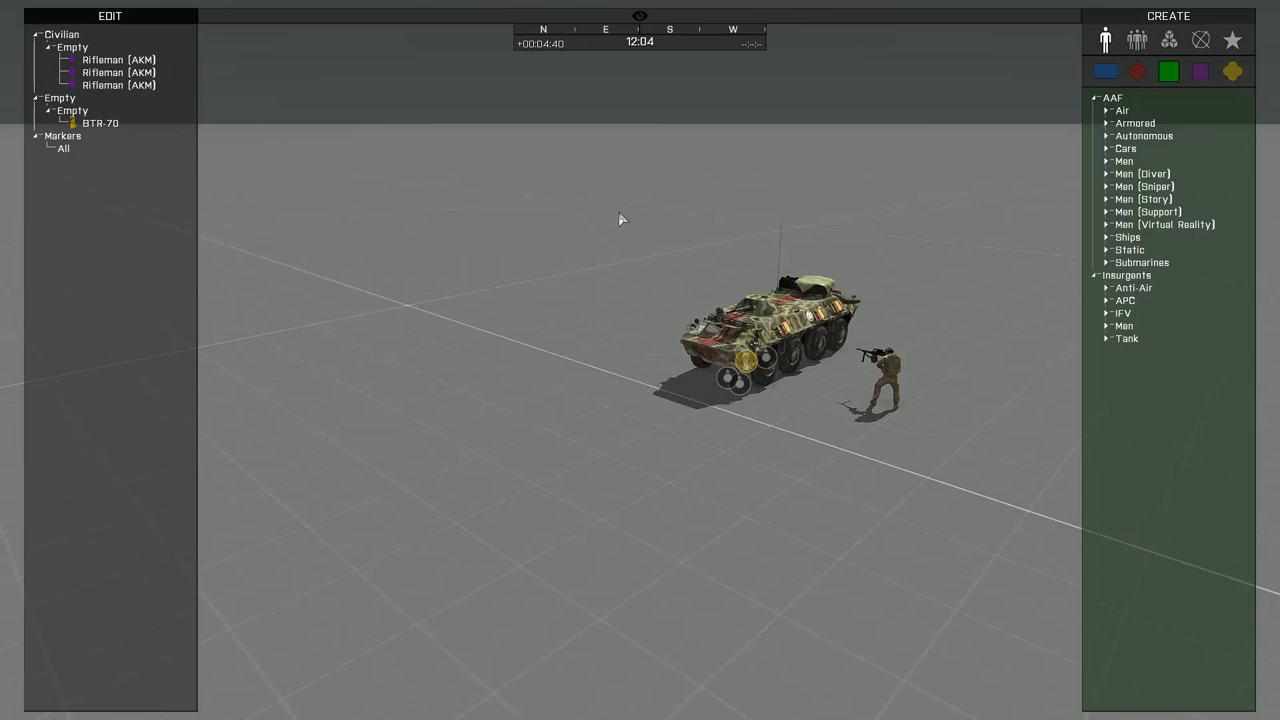 EDIT
Civilian
Empty
Rifleman (AKM)
Rifleman (AKM)
Rifleman (AKM)
Empty
Empty
BTR-70
Markers
All
N E S W
+00:04:40 12:04 --:--:--
CREATE
AAF
Air
Armored
Autonomous
Cars
Men
Men (Diver)
Men (Sniper)
Men (Story)
Men (Support)
Men (Virtual Reality)
Ships
Static
Submarines
Insurgents
Anti-Air
APC
IFV
Men
Tank